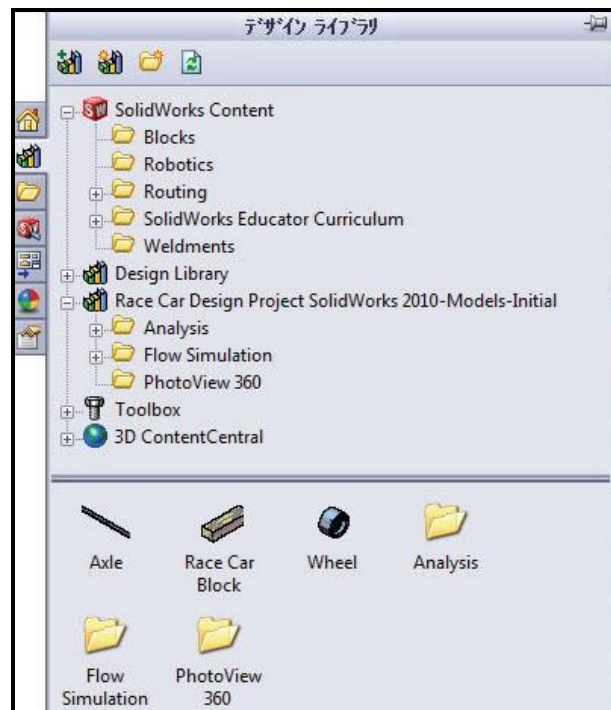 デザイン ライブラリ
SolidWorks Content
Blocks
Robotics
Routing
SolidWorks Educator Curriculum
Weldments
Design Library
Race Car Design Project SolidWorks 2010-Models-Initial
Analysis
Flow Simulation
PhotoView 360
Toolbox
3D ContentCentral
Axle
Race Car
Block
Wheel
Analysis
Flow
Simulation
PhotoView
360